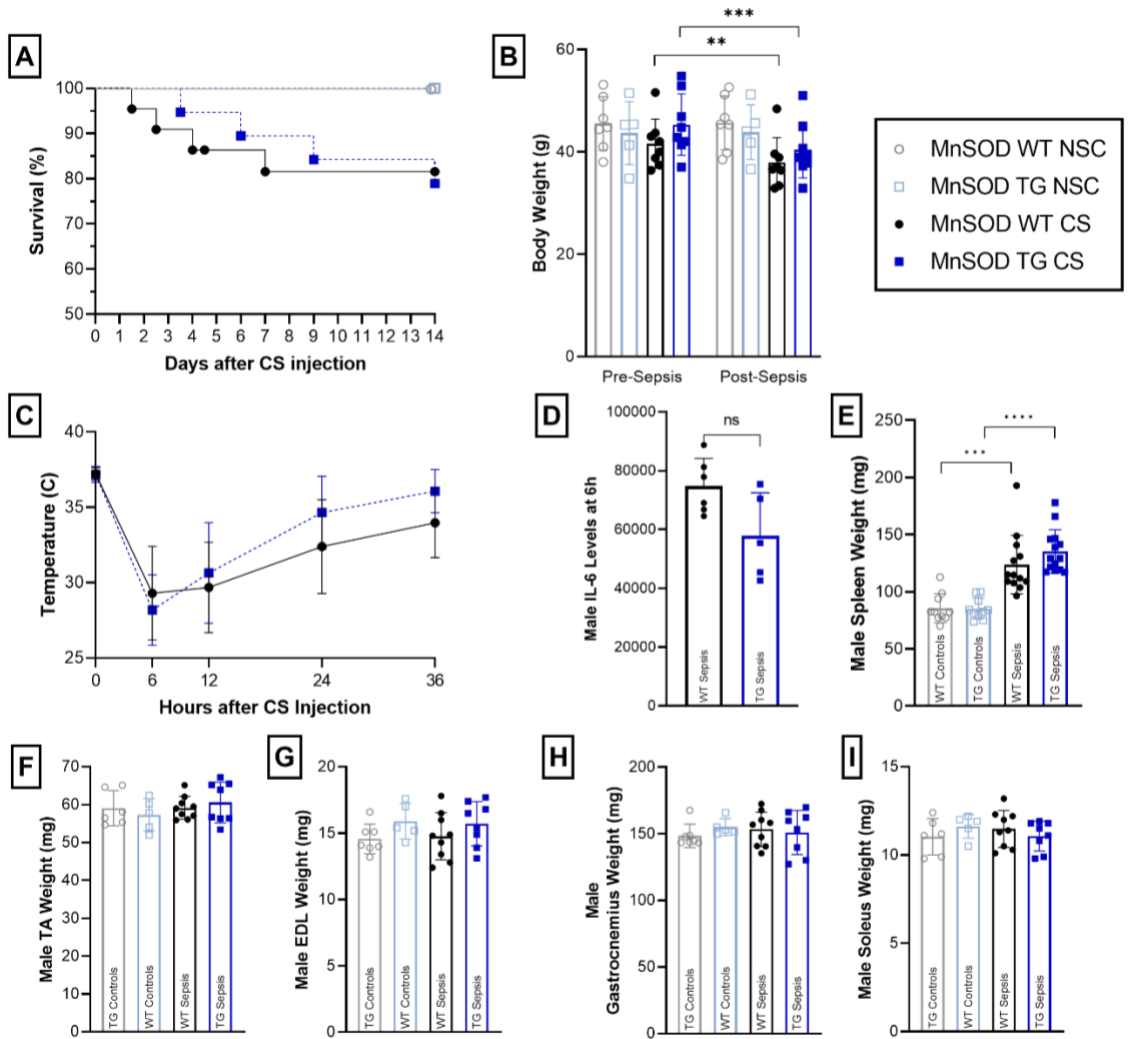 A
Survival (%)
100
90
80
70
60
50
0 1 2 3 4 5 6 7 8 9 10 11 12 13 14
Days after CS injection
B
Body Weight (g)
60
40
20
0
**
***
Pre-Sepsis Post-Sepsis
MnSOD WT NSC
MnSOD TG NSC
MnSOD WT CS
MnSOD TG CS
C
Temperature (C)
40
35
30
25
0 6 12 24 36
Hours after CS Injection
D
Male IL-6 Levels at 6h
100000
80000
60000
40000
20000
0
ns
WT Sepsis
TG Sepsis
E
Male Spleen Weight (mg)
250
200
150
100
50
0
***
****
WT Controls
TG Controls
WT Sepsis
TG Sepsis
F
Male TA Weight (mg)
70
60
50
40
30
20
10
0
TG Controls
WT Controls
WT Sepsis
TG Sepsis
G
Male EDL Weight (mg)
20
15
10
5
0
TG Controls
WT Controls
WT Sepsis
TG Sepsis
H
Male
Gastrocnemius Weight (mg)
200
150
100
50
0
TG Controls
WT Controls
WT Sepsis
TG Sepsis
I
Male Soleus Weight (mg)
15
10
5
0
TG Controls
WT Controls
WT Sepsis
TG Sepsis